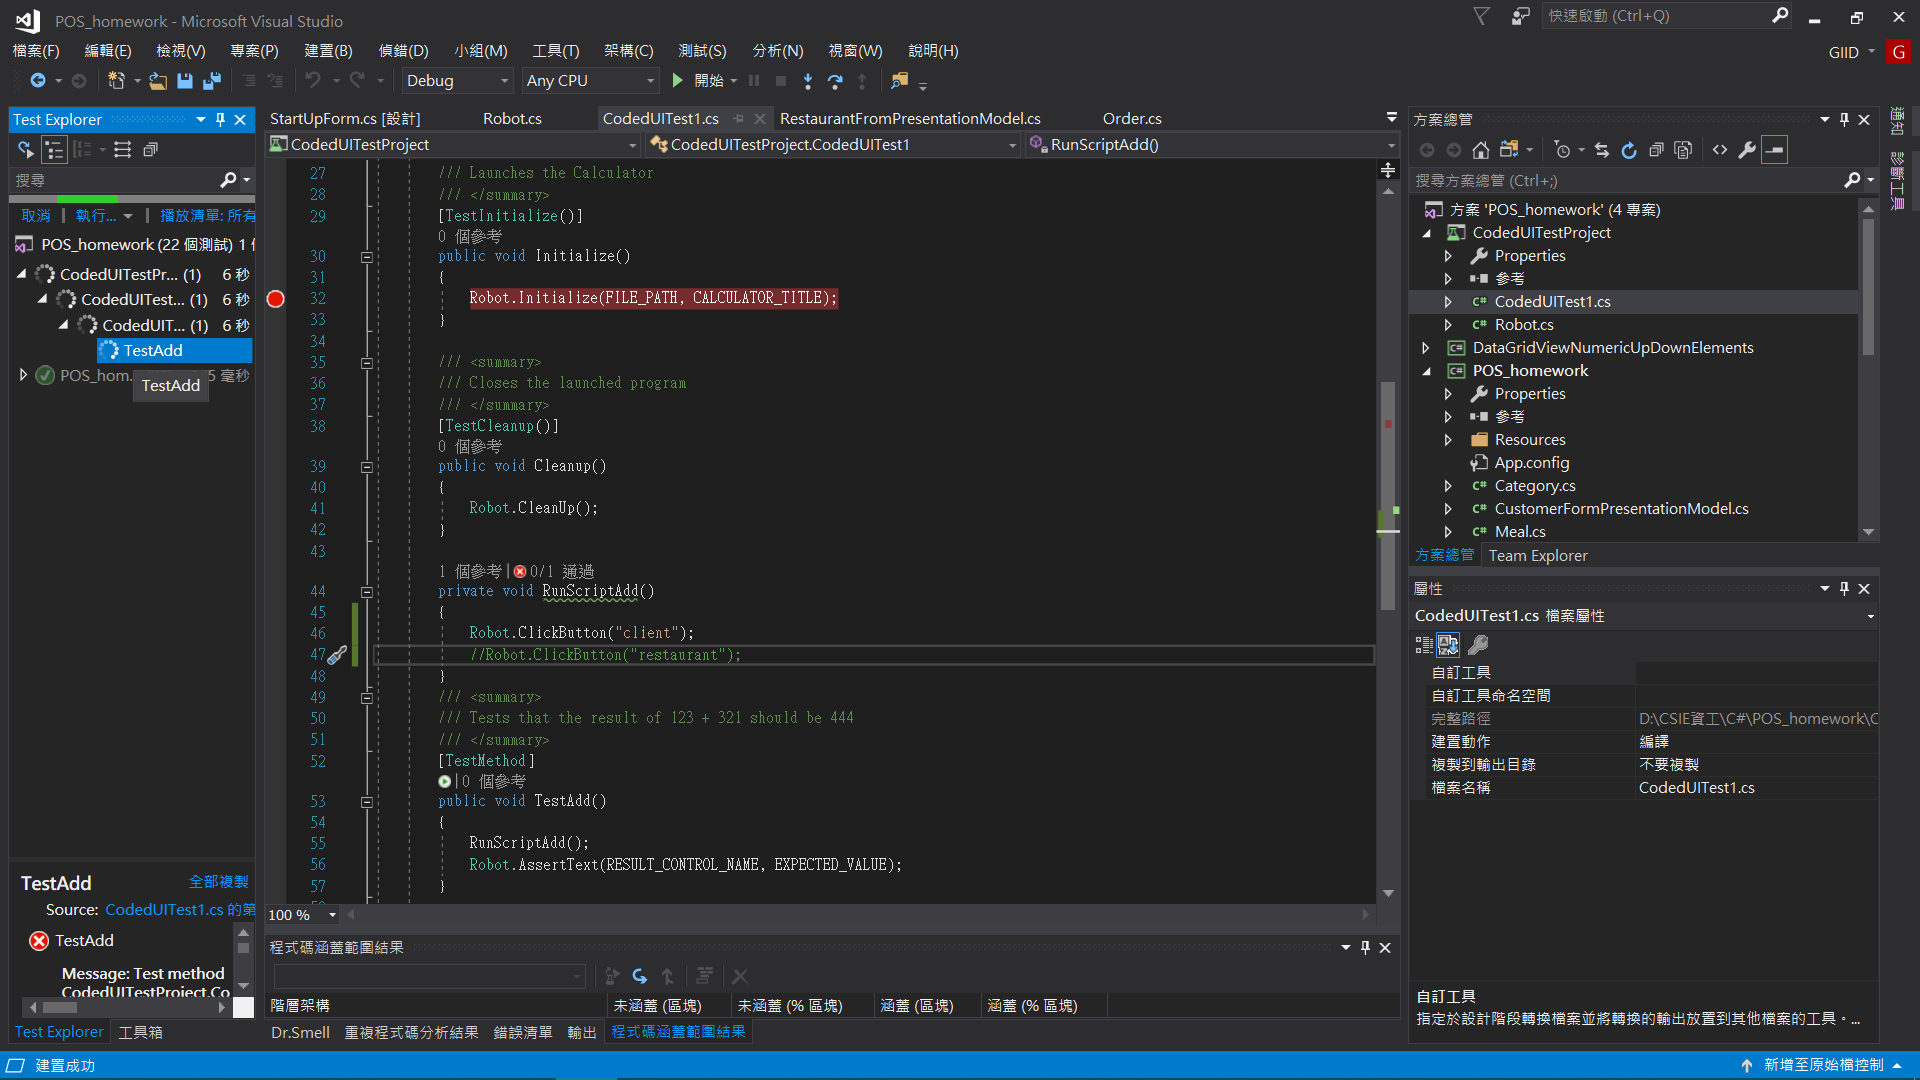 POS_homework - Microsoft Visual Studio
快速啟動 (Ctrl+Q)
檔案(F) 編輯(E) 檢視(V) 專案(P) 建置(B) 偵錯(D) 小組(M) 工具(T) 架構(C) 測試(S) 分析(N) 視窗(W) 說明(H)
GIID G
Debug Any CPU 開始
Test Explorer
搜尋
取消 執行... 播放清單: 所有
POS_homework (22 個測試) 1
CodedUITestPr... (1) 6 秒
CodedUITest... (1) 6 秒
CodedUIT... (1) 6 秒
TestAdd
POS_hom. 5 毫秒
TestAdd
TestAdd 全部複製
Source: CodedUITest1.cs 的第
TestAdd
Message: Test method
CodedUITestProject.Co
Test Explorer 工具箱
StartUpForm.cs [設計] Robot.cs CodedUITest1.cs RestaurantFromPresentationModel.cs Order.cs
CodedUITestProject CodedUITestProject.CodedUITest1 RunScriptAdd()
27 /// Launches the Calculator
28 /// </summary>
29 [TestInitialize()]
0 個參考
30 public void Initialize()
31 {
32 Robot.Initialize(FILE_PATH, CALCULATOR_TITLE);
33 }
34
35 /// <summary>
36 /// Closes the launched program
37 /// </summary>
38 [TestCleanup()]
0 個參考
39 public void Cleanup()
40 {
41 Robot.CleanUp();
42 }
43
1 個參考 | 0/1 通過
44 private void RunScriptAdd()
45 {
46 Robot.ClickButton("client");
47 //Robot.ClickButton("restaurant");
48 }
49 /// <summary>
50 /// Tests that the result of 123 + 321 should be 444
51 /// </summary>
52 [TestMethod]
| 0 個參考
53 public void TestAdd()
54 {
55 RunScriptAdd();
56 Robot.AssertText(RESULT_CONTROL_NAME, EXPECTED_VALUE);
57 }
100 %
程式碼涵蓋範圍結果
階層架構 未涵蓋 (區塊) 未涵蓋 (% 區塊) 涵蓋 (區塊) 涵蓋 (% 區塊)
Dr.Smell 重複程式碼分析結果 錯誤清單 輸出 程式碼涵蓋範圍結果
方案總管
搜尋方案總管 (Ctrl+;)
方案 'POS_homework' (4 專案)
CodedUITestProject
Properties
參考
C# CodedUITest1.cs
C# Robot.cs
C# DataGridViewNumericUpDownElements
C# POS_homework
Properties
參考
Resources
App.config
C# Category.cs
C# CustomerFormPresentationModel.cs
C# Meal.cs
方案總管 Team Explorer
屬性
CodedUITest1.cs 檔案屬性
自訂工具
自訂工具命名空間
完整路徑 D:\CSIE資工\C#\POS_homework\C
建置動作 編譯
複製到輸出目錄 不要複製
檔案名稱 CodedUITest1.cs
自訂工具
指定於設計階段轉換檔案並將轉換的輸出放置到其他檔案的工具。...
通知
診斷工具
建置成功
新增至原始檔控制